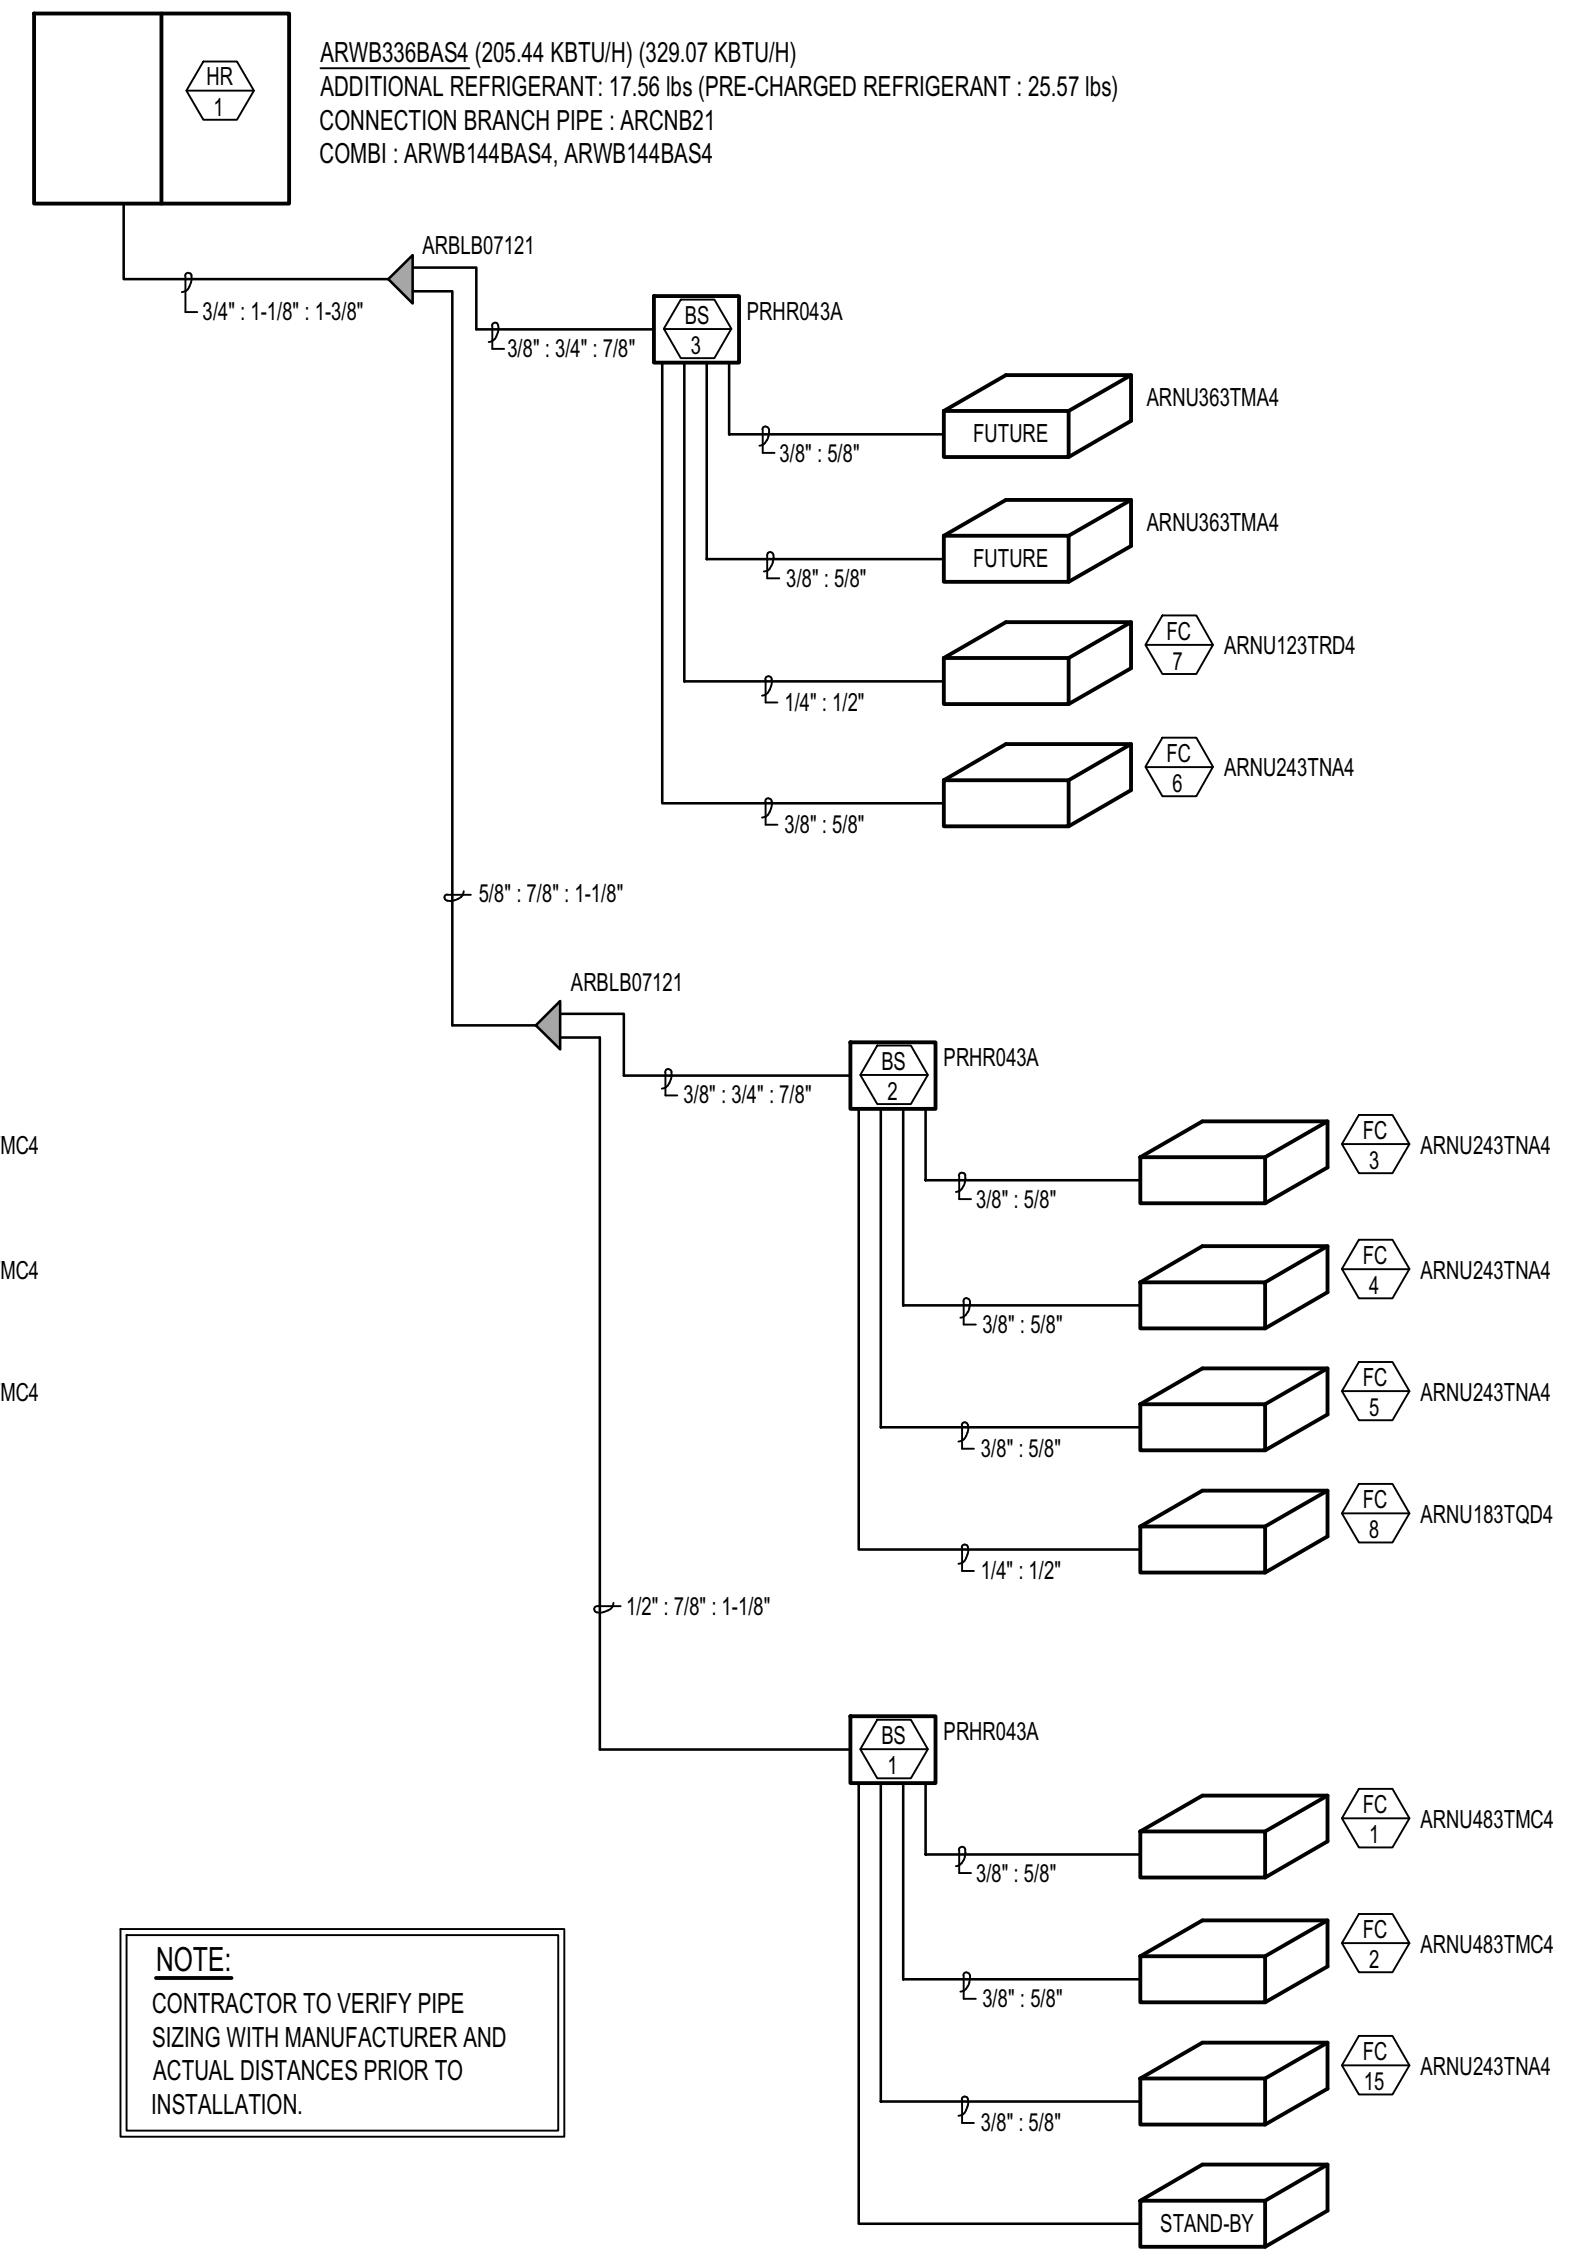 HR
1
ARWB336BAS4 (205.44 KBTU/H) (329.07 KBTU/H)
ADDITIONAL REFRIGERANT: 17.56 lbs (PRE-CHARGED REFRIGERANT : 25.57 lbs)
CONNECTION BRANCH PIPE : ARCNB21
COMBI : ARWB144BAS4, ARWB144BAS4
ARBLB07121
3/4" : 1-1/8" : 1-3/8"
3/8" : 3/4" : 7/8"
BS
3
PRHR043A
ARNU363TMA4
FUTURE
3/8" : 5/8"
ARNU363TMA4
FUTURE
3/8" : 5/8"
FC
7
ARNU123TRD4
1/4" : 1/2"
FC
6
ARNU243TNA4
3/8" : 5/8"
5/8" : 7/8" : 1-1/8"
ARBLB07121
3/8" : 3/4" : 7/8"
BS
2
PRHR043A
MC4
FC
3
ARNU243TNA4
3/8" : 5/8"
MC4
FC
4
ARNU243TNA4
3/8" : 5/8"
MC4
FC
5
ARNU243TNA4
3/8" : 5/8"
FC
8
ARNU183TQD4
1/4" : 1/2"
1/2" : 7/8" : 1-1/8"
BS
1
PRHR043A
FC
1
ARNU483TMC4
3/8" : 5/8"
FC
2
ARNU483TMC4
3/8" : 5/8"
FC
15
ARNU243TNA4
3/8" : 5/8"
STAND-BY
NOTE:
CONTRACTOR TO VERIFY PIPE
SIZING WITH MANUFACTURER AND
ACTUAL DISTANCES PRIOR TO
INSTALLATION.